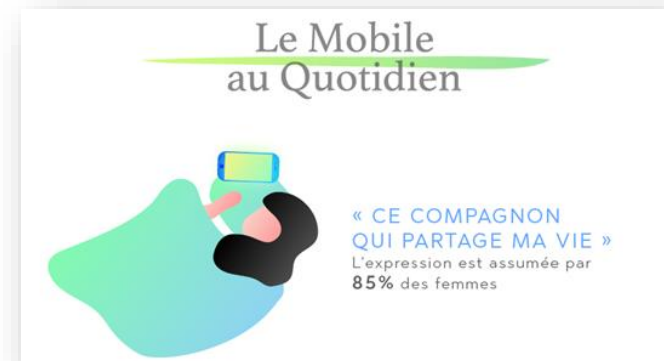 Le Mobile
au Quotidien
« CE COMPAGNON
QUI PARTAGE MA VIE »
L'expression est assumée par
85% des femmes